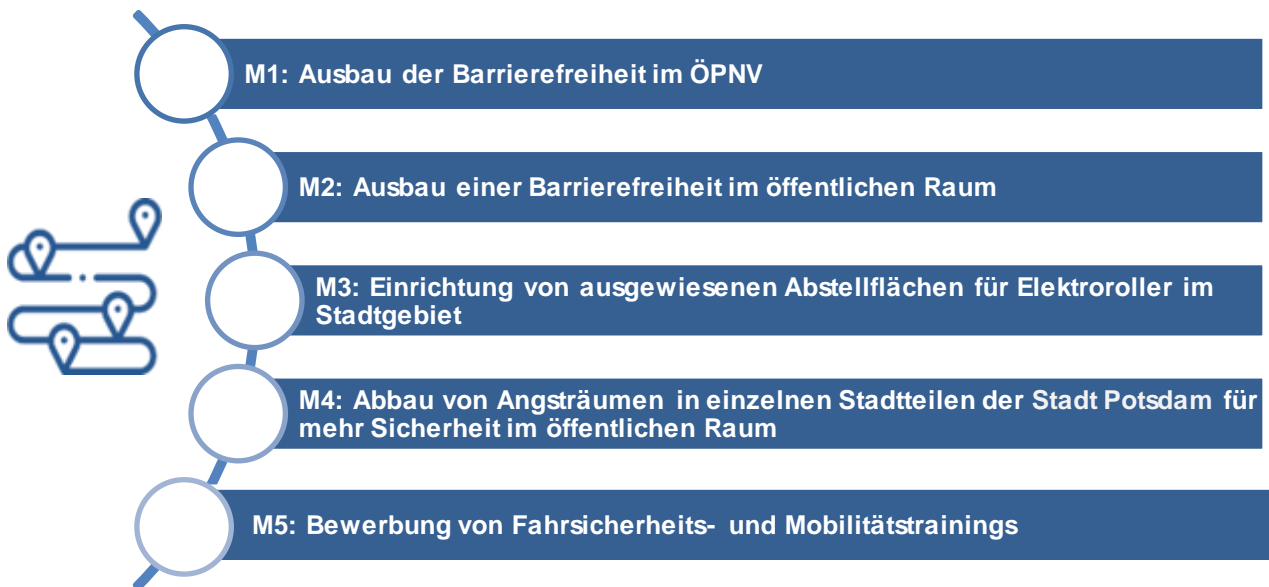 M1: Ausbau der Barrierefreiheit im ÖPNV
M2: Ausbau einer Barrierefreiheit im öffentlichen Raum
M3: Einrichtung von ausgewiesenen Abstellflächen für Elektroroller im
Stadtgebiet
M4: Abbau von Angsträumen in einzelnen Stadtteilen der Stadt Potsdam für
mehr Sicherheit im öffentlichen Raum
M5: Bewerbung von Fahrsicherheits- und Mobilitätstrainings